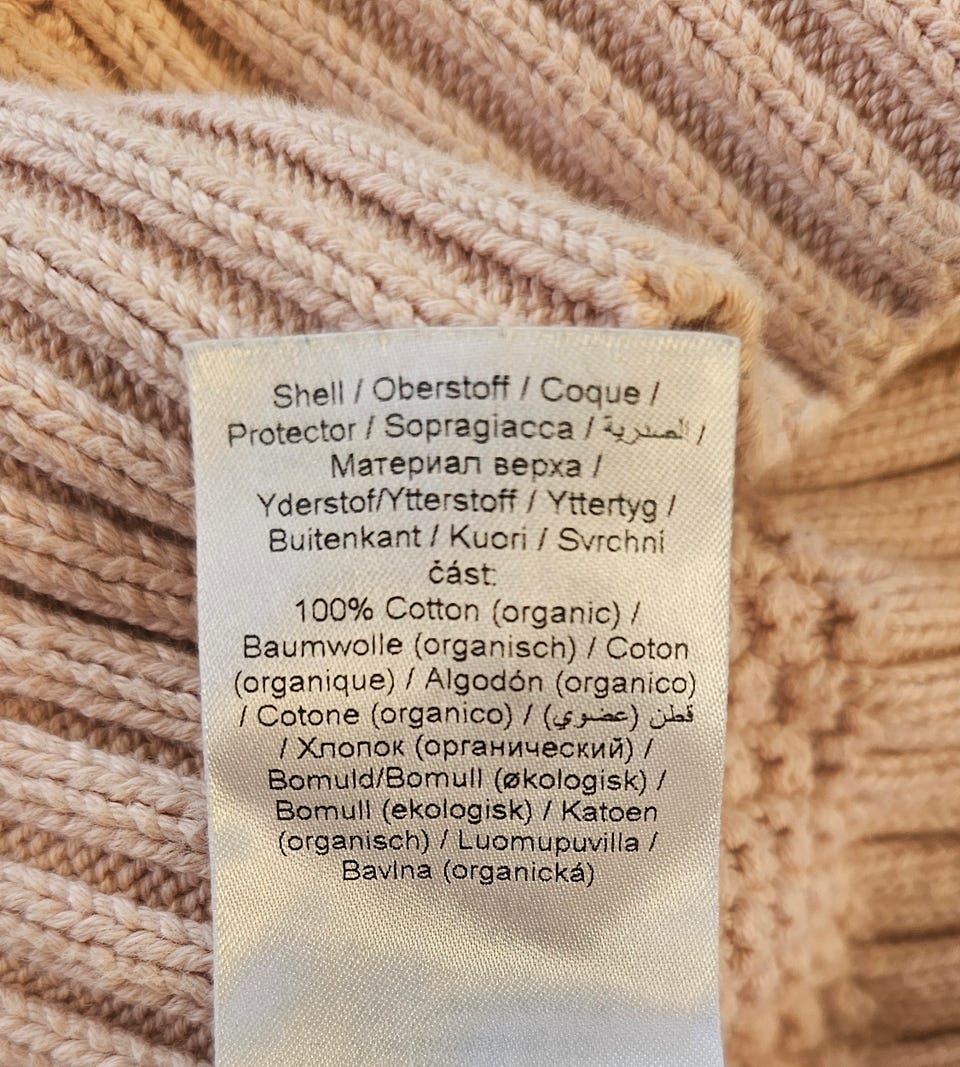 Shell / Oberstoff / Coque /
Protector / Sopragiacca / الصدرية /
Материал верха /
Yderstof/Ytterstoff / Yttertyg /
Buitenkant / Kuori / Svrchní
část:
100% Cotton (organic) /
Baumwolle (organisch) / Coton
(organique) / Algodón (organico)
/ Cotone (organico) / قطن (عضوي)
/ Хлопок (органический) /
Bomuld/Bomull (økologisk) /
Bomull (ekologisk) / Katoen
(organisch) / Luomupuvilla /
Bavlna (organická)